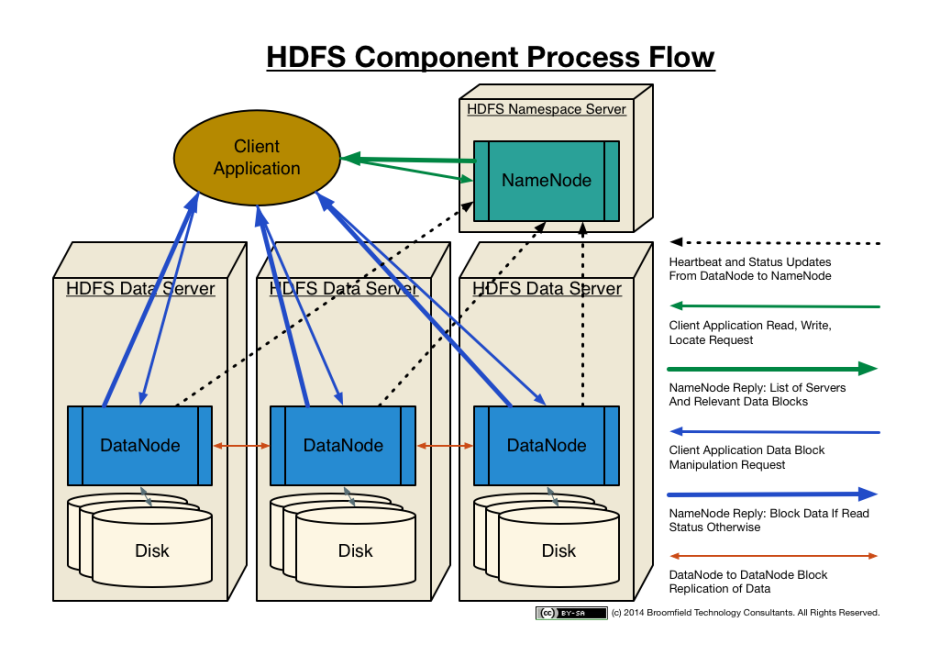 HDFS Component Process Flow
HDFS Namespace Server
Client
Application
NameNode
Heartbeat and Status Updates
From DataNode to NameNode
HDFS Data Server
HDFS Data Server
HDFS Data Server
Client Application Read, Write,
Locate Request
NameNode Reply: List of Servers
And Relevant Data Blocks
DataNode
DataNode
DataNode
Client Application Data Block
Manipulation Request
NameNode Reply: Block Data If Read
Status Otherwise
Disk
Disk
Disk
DataNode to DataNode Block
Replication of Data
cc BY-SA (c) 2014 Broomfield Technology Consultants. All Rights Reserved.